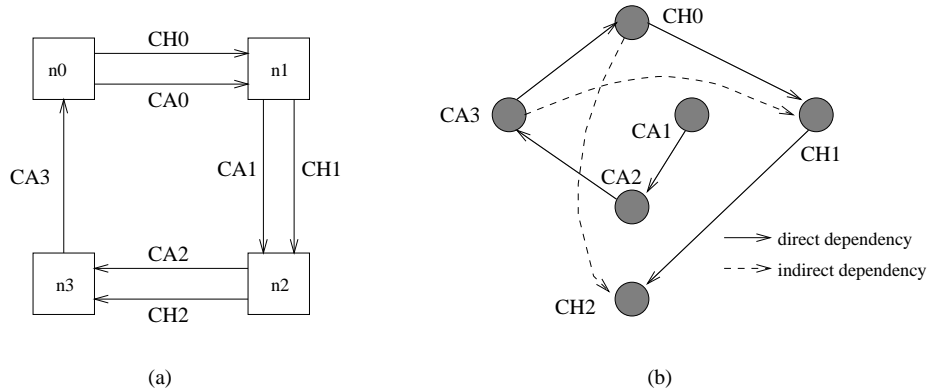 CH0
n0
n1
CA0
CA3
CA1
CH1
CA2
n3
n2
CH2
(a)
CH0
CA3
CA1
CH1
CA2
direct dependency
indirect dependency
CH2
(b)